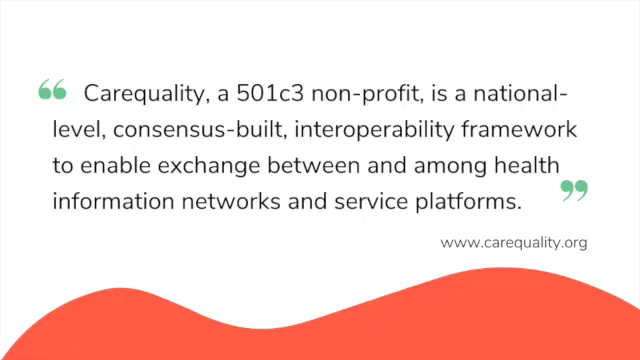 “ Carequality, a 501c3 non-profit, is a national-
level, consensus-built, interoperability framework
to enable exchange between and among health
information networks and service platforms. ”
www.carequality.org